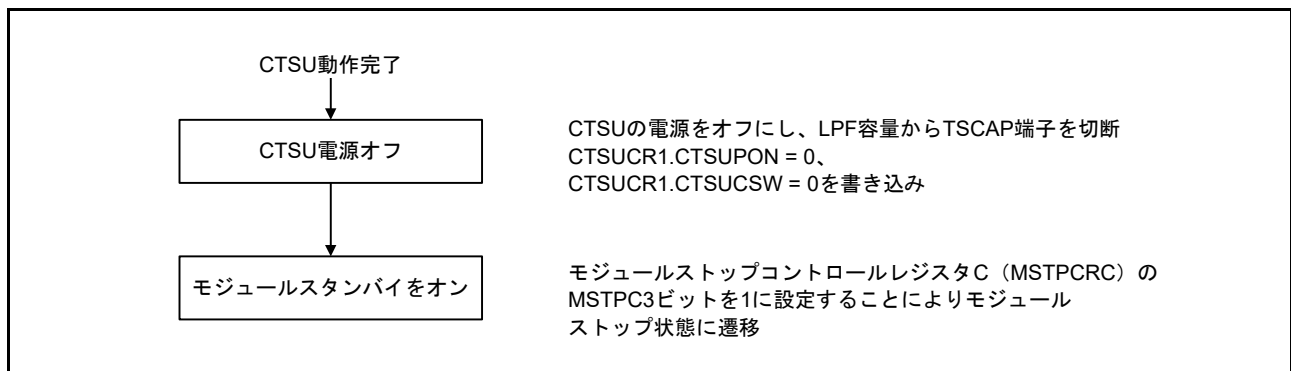 CTSU動作完了
CTSU電源オフ
CTSUの電源をオフにし、LPF容量からTSCAP端子を切断
CTSUCR1.CTSUPON = 0、
CTSUCR1.CTSUCSW = 0を書き込み
モジュールスタンバイをオン
モジュールストップコントロールレジスタC（MSTPCRC）の
MSTPC3ビットを1に設定することによりモジュール
ストップ状態に遷移